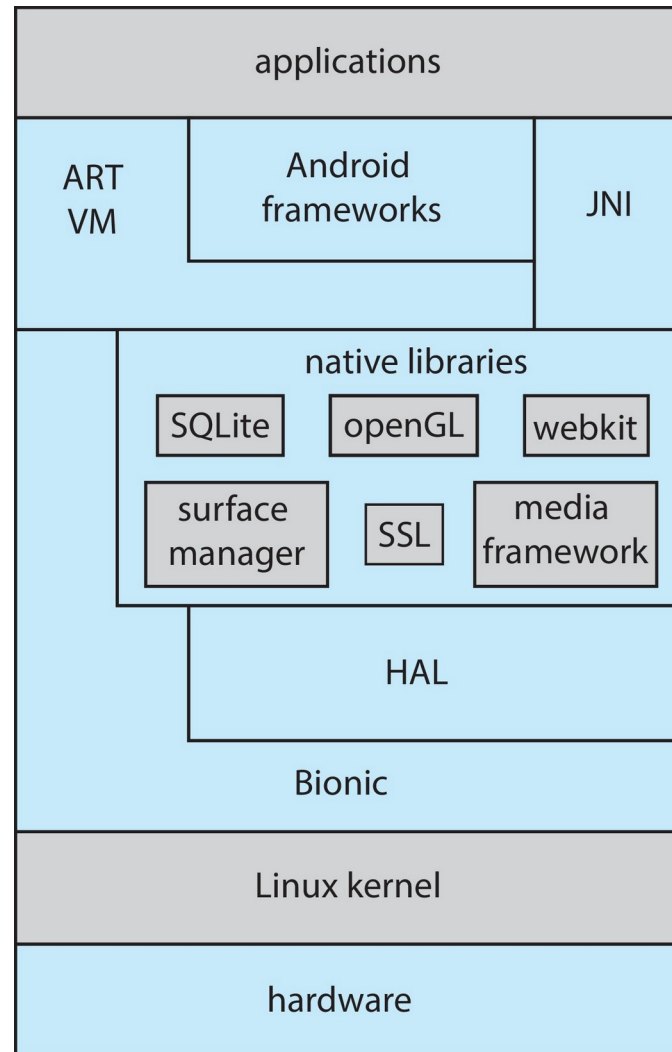 applications
ART
VM
Android
frameworks
JNI
native libraries
SQLite
openGL
webkit
surface
manager
SSL
media
framework
HAL
Bionic
Linux kernel
hardware